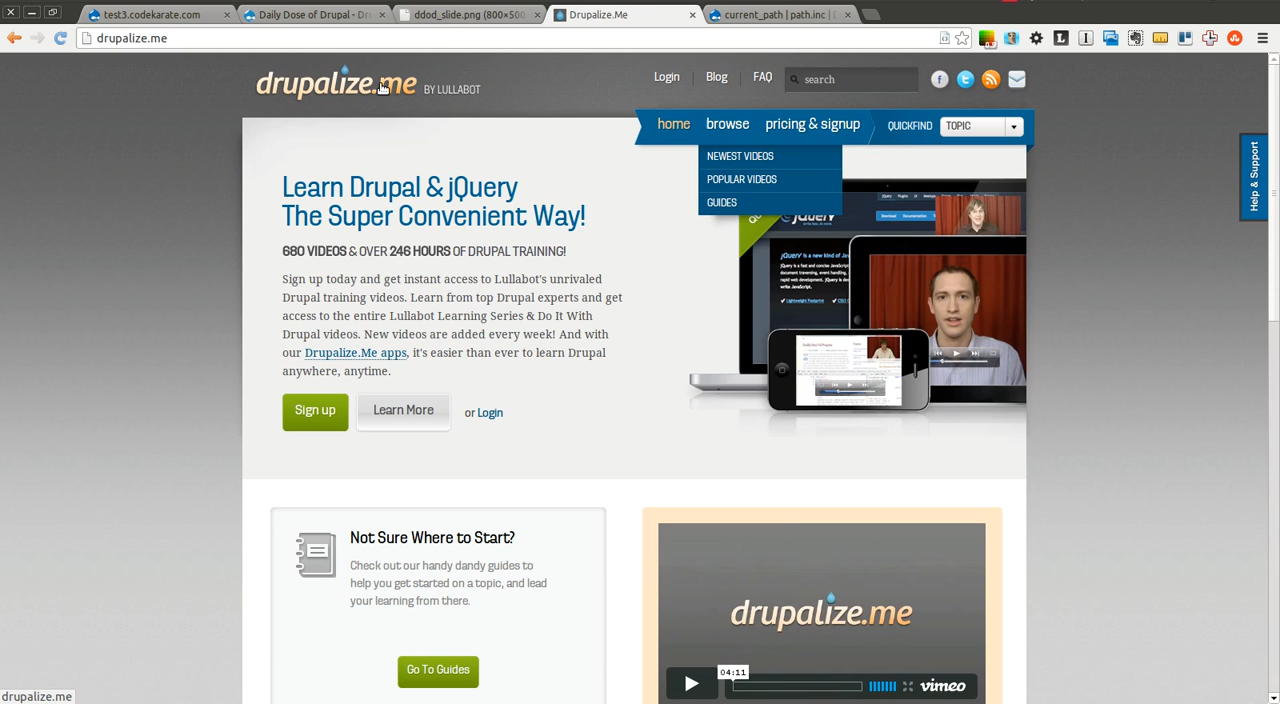 test3.codekarate.com
Daily Dose of Drupal - Dr
ddod_slide.png (800×500
Drupalize.Me
current_path | path.inc | D
drupalize.me
drupalize.me BY LULLABOT
Login
Blog
FAQ
search
home
browse
pricing & signup
QUICKFIND
TOPIC
NEWEST VIDEOS
POPULAR VIDEOS
GUIDES
Help & Support
Learn Drupal & jQuery
The Super Convenient Way!
680 VIDEOS & OVER 246 HOURS OF DRUPAL TRAINING!
Sign up today and get instant access to Lullabot's unrivaled
Drupal training videos. Learn from top Drupal experts and get
access to the entire Lullabot Learning Series & Do It With
Drupal videos. New videos are added every week! And with
our Drupalize.Me apps, it's easier than ever to learn Drupal
anywhere, anytime.
Sign up
Learn More
or Login
jQuery
Not Sure Where to Start?
Check out our handy dandy guides to
help you get started on a topic, and lead
your learning from there.
Go To Guides
drupalize.me
04:11
vimeo
drupalize.me